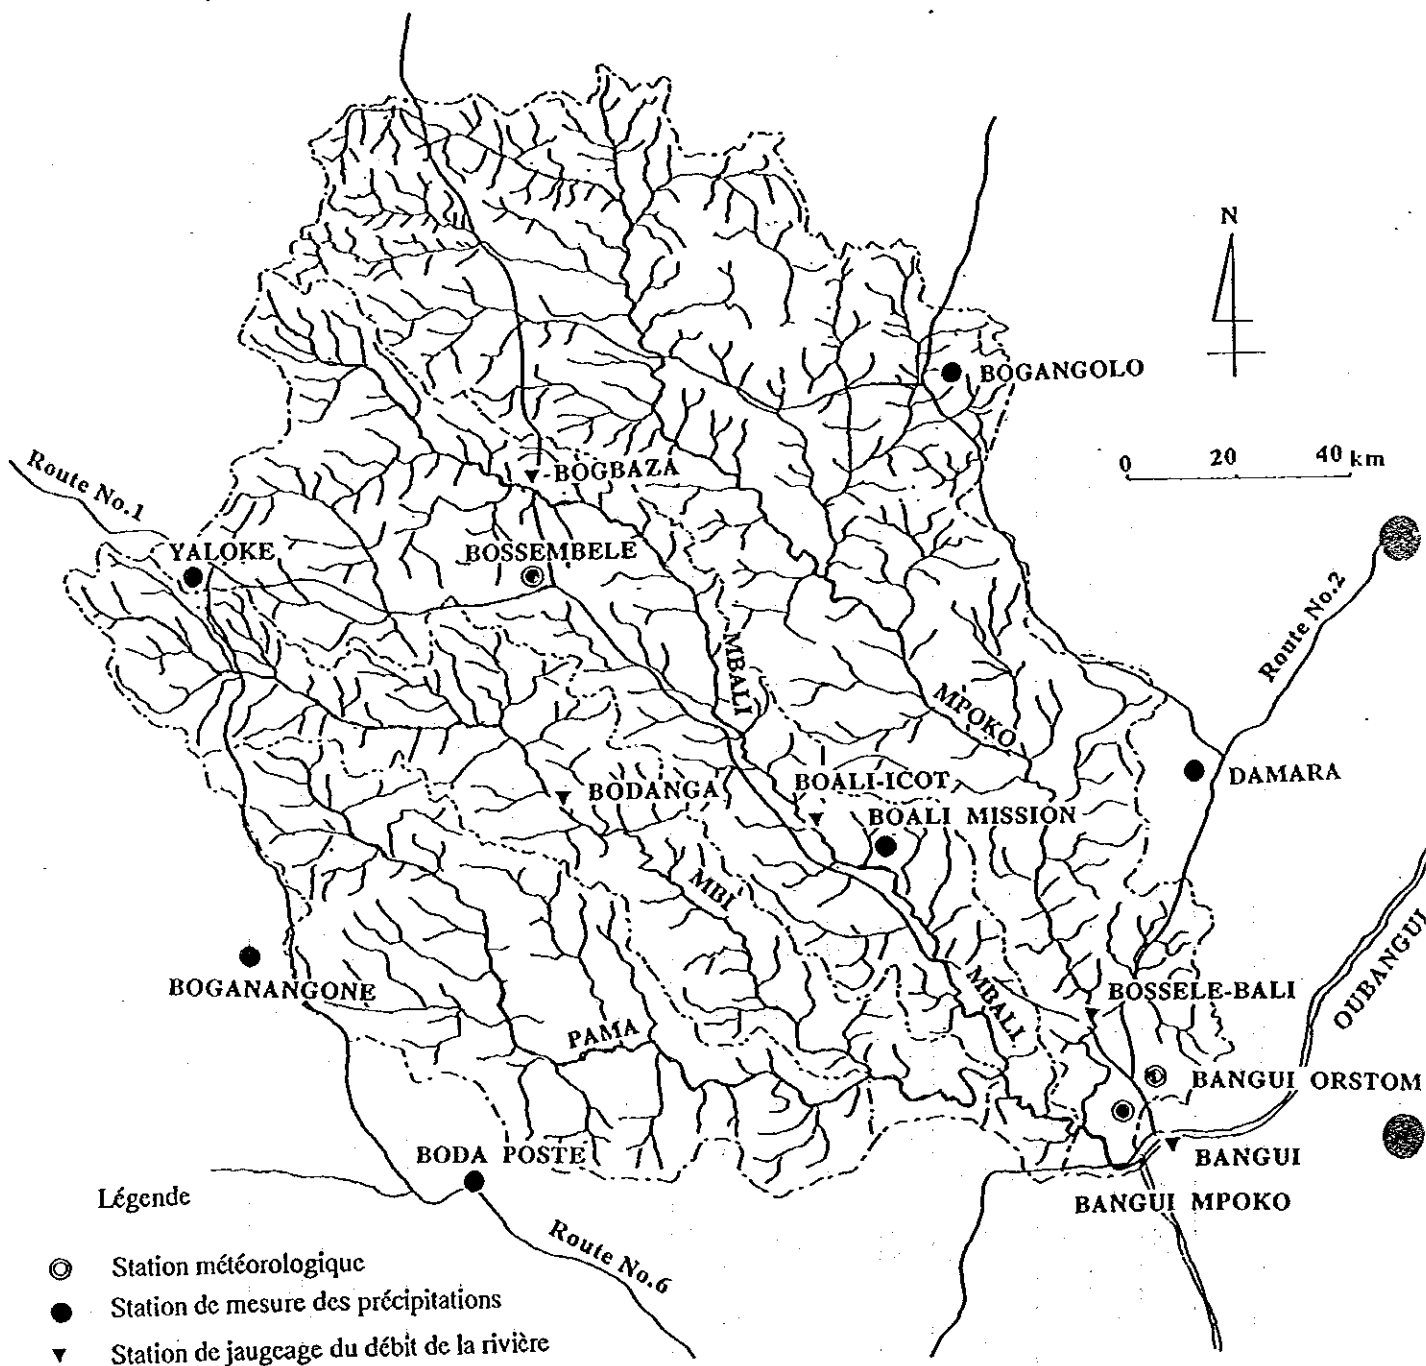 N
BOGANGOLO
0 20 40 km
Route No.1
BOGBAZA
YALOKE
BOSSEMBELE
Route No.2
MBALI
MPOKO
DAMARA
BODANGA
BOALI-ICOT
BOALI MISSION
MBI
OUBANGUI
BOGANANGONE
BOSSELE-BALI
MBALI
PAMA
BANGUI ORSTOM
BODA POSTE
BANGUI
BANGUI MPOKO
Légende
Route No.6
Station météorologique
Station de mesure des précipitations
Station de jaugeage du débit de la rivière